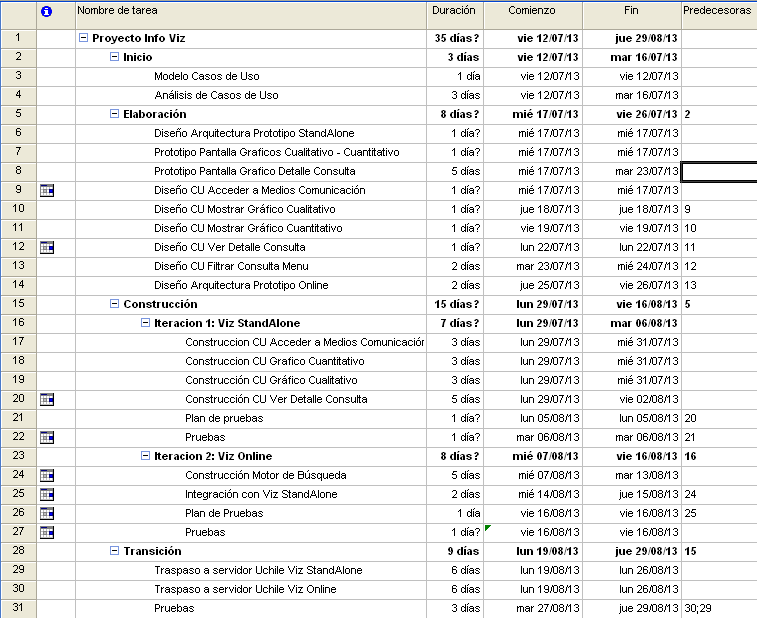 Nombre de tarea Duración Comienzo Fin Predecesoras
1 Proyecto Info Viz 35 días? vie 12/07/13 jue 29/08/13
2 Inicio 3 días vie 12/07/13 mar 16/07/13
3 Modelo Casos de Uso 1 día vie 12/07/13 vie 12/07/13
4 Análisis de Casos de Uso 3 días vie 12/07/13 mar 16/07/13
5 Elaboración 8 días? mié 17/07/13 vie 26/07/13 2
6 Diseño Arquitectura Prototipo StandAlone 1 día? mié 17/07/13 mié 17/07/13
7 Prototipo Pantalla Graficos Cualitativo - Cuantitativo 1 día? mié 17/07/13 mié 17/07/13
8 Prototipo Pantalla Grafico Detalle Consulta 5 días mié 17/07/13 mar 23/07/13
9 Diseño CU Acceder a Medios Comunicación 1 día? mié 17/07/13 mié 17/07/13
10 Diseño CU Mostrar Gráfico Cualitativo 1 día? jue 18/07/13 jue 18/07/13 9
11 Diseño CU Mostrar Gráfico Cuantitativo 1 día? vie 19/07/13 vie 19/07/13 10
12 Diseño CU Ver Detalle Consulta 1 día? lun 22/07/13 lun 22/07/13 11
13 Diseño CU Filtrar Consulta Menu 2 días mar 23/07/13 mié 24/07/13 12
14 Diseño Arquitectura Prototipo Online 2 días jue 25/07/13 vie 26/07/13 13
15 Construcción 15 días? lun 29/07/13 vie 16/08/13 5
16 Iteracion 1: Viz StandAlone 7 días? lun 29/07/13 mar 06/08/13
17 Construccion CU Acceder a Medios Comunicación 3 días lun 29/07/13 mié 31/07/13
18 Construccion CU Grafico Cuantitativo 3 días lun 29/07/13 mié 31/07/13
19 Construcción CU Gráfico Cualitativo 3 días lun 29/07/13 mié 31/07/13
20 Construcción CU Ver Detalle Consulta 5 días lun 29/07/13 vie 02/08/13
21 Plan de pruebas 1 día? lun 05/08/13 lun 05/08/13 20
22 Pruebas 1 día? mar 06/08/13 mar 06/08/13 21
23 Iteracion 2: Viz Online 8 días? mié 07/08/13 vie 16/08/13 16
24 Construcción Motor de Búsqueda 5 días mié 07/08/13 mar 13/08/13
25 Integración con Viz StandAlone 2 días mié 14/08/13 jue 15/08/13 24
26 Plan de Pruebas 1 día vie 16/08/13 vie 16/08/13 25
27 Pruebas 1 día? vie 16/08/13 vie 16/08/13
28 Transición 9 días lun 19/08/13 jue 29/08/13 15
29 Traspaso a servidor Uchile Viz StandAlone 6 días lun 19/08/13 lun 26/08/13
30 Traspaso a servidor Uchile Viz Online 6 días lun 19/08/13 lun 26/08/13
31 Pruebas 3 días mar 27/08/13 jue 29/08/13 30;29